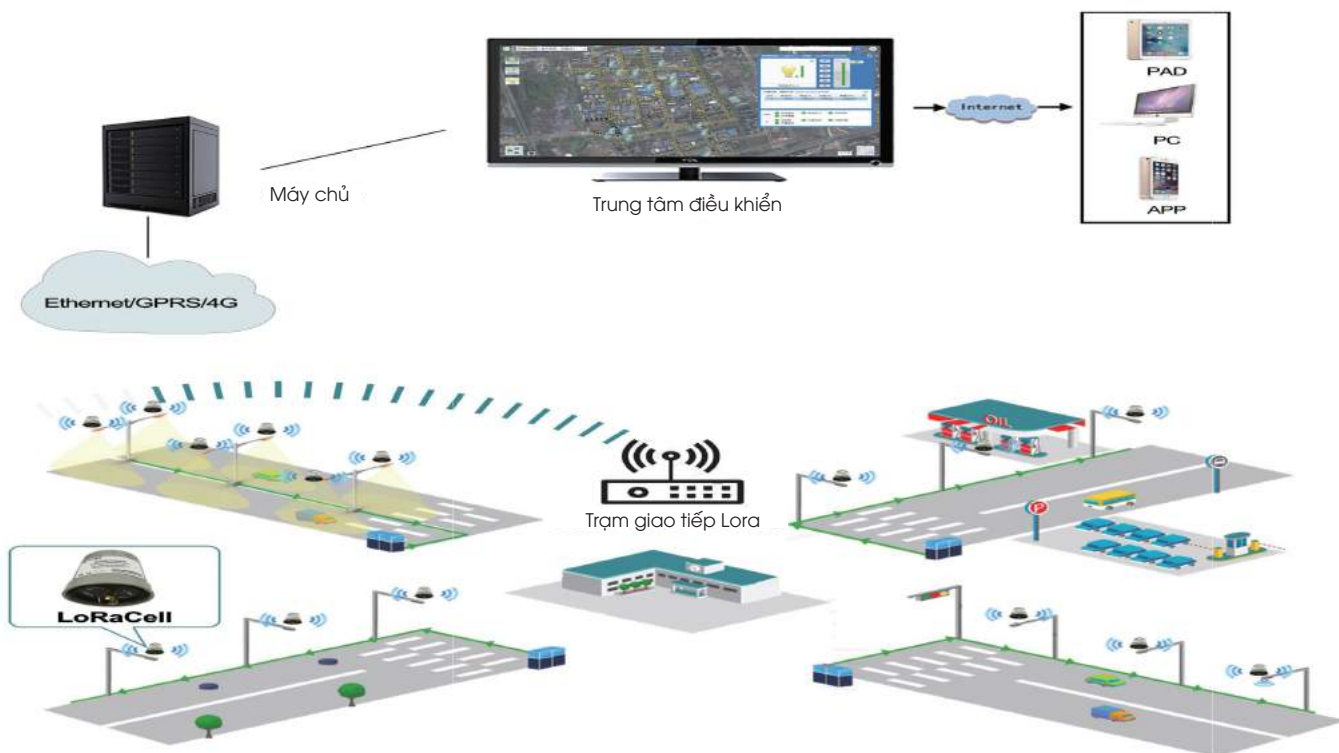 PAD
Internet
PC
APP
Máy chủ
Trung tâm điều khiển
Ethernet/GPRS/4G
OIL
P
Trạm giao tiếp Lora
LoRaCell
TCL